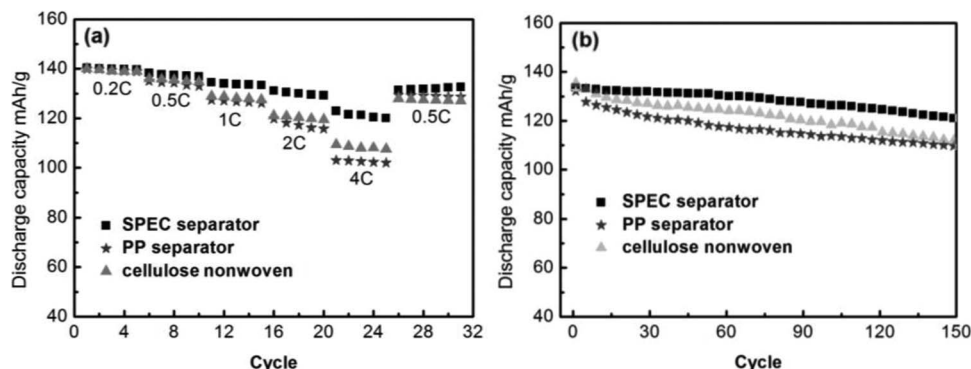 (a)
Discharge capacity mAh/g
160
140
120
100
80
60
40
0.2C
0.5C
1C
2C
4C
0.5C
SPEC separator
PP separator
cellulose nonwoven
0 4 8 12 16 20 24 28 32
Cycle
(b)
Discharge capacity mAh/g
160
140
120
100
80
60
40
SPEC separator
PP separator
cellulose nonwoven
0 30 60 90 120 150
Cycle